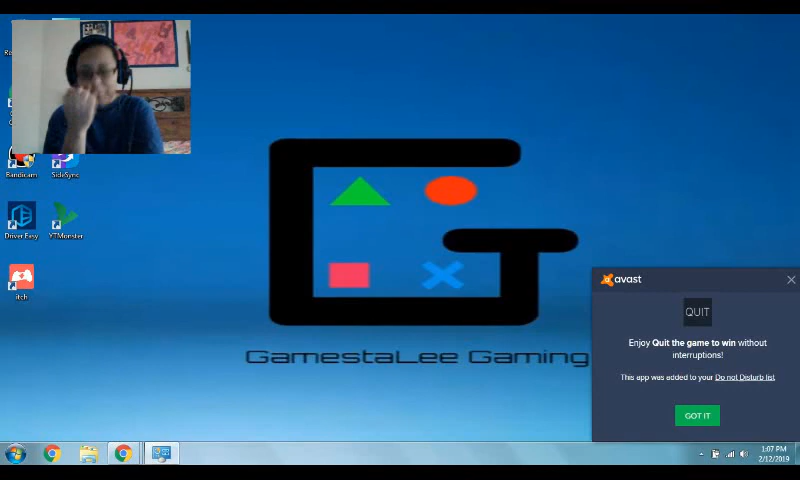 Bandicam
SideSync
Driver Easy
YTMonster
itch
GamestaLee Gaming
avast
QUIT
Enjoy Quit the game to win without
interruptions!
This app was added to your Do not Disturb list
GOT IT
1:07 PM
2/12/2019